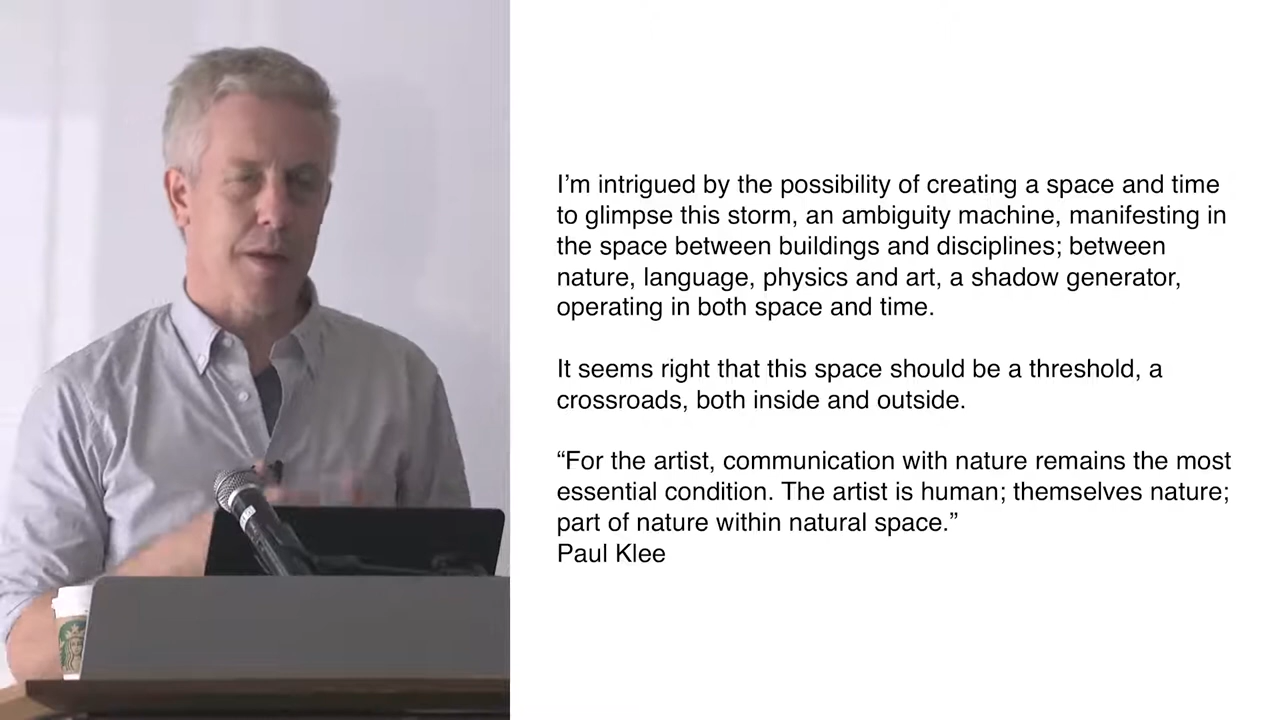 I’m intrigued by the possibility of creating a space and time
to glimpse this storm, an ambiguity machine, manifesting in
the space between buildings and disciplines; between
nature, language, physics and art, a shadow generator,
operating in both space and time.
It seems right that this space should be a threshold, a
crossroads, both inside and outside.
“For the artist, communication with nature remains the most
essential condition. The artist is human; themselves nature;
part of nature within natural space.”
Paul Klee